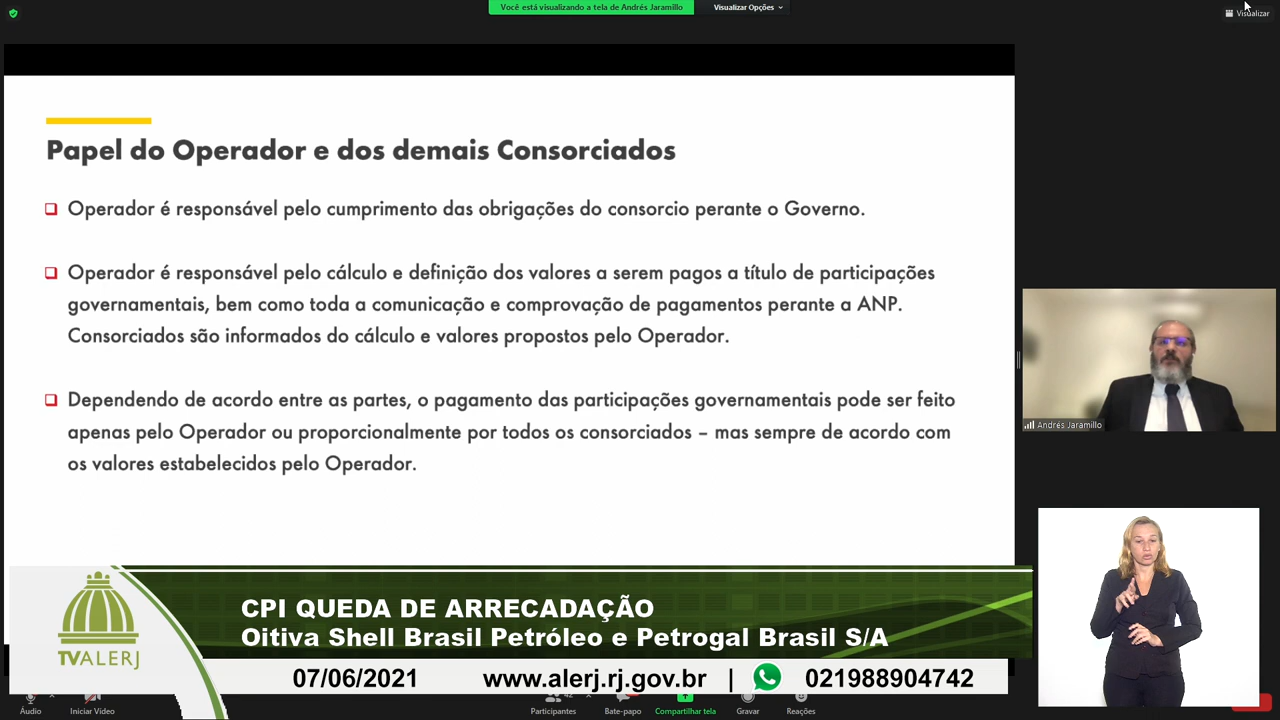 Você está visualizando a tela de Andrés Jaramillo
Visualizar Opções
Visualizar
Papel do Operador e dos demais Consorciados
Operador é responsável pelo cumprimento das obrigações do consorcio perante o Governo.
Operador é responsável pelo cálculo e definição dos valores a serem pagos a título de participações
governamentais, bem como toda a comunicação e comprovação de pagamentos perante a ANP.
Consorciados são informados do cálculo e valores propostos pelo Operador.
Dependendo de acordo entre as partes, o pagamento das participações governamentais pode ser feito
apenas pelo Operador ou proporcionalmente por todos os consorciados – mas sempre de acordo com
os valores estabelecidos pelo Operador.
Andrés Jaramillo
CPI QUEDA DE ARRECADAÇÃO
Oitiva Shell Brasil Petróleo e Petrogal Brasil S/A
TVALERJ
07/06/2021 www.alerj.rj.gov.br | 021988904742
Áudio Iniciar Vídeo Participantes Bate-papo Compartilhar tela Gravar Reações